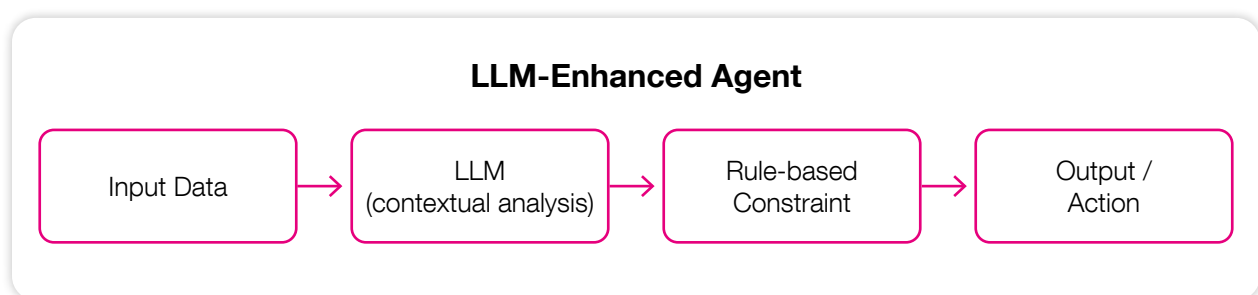 LLM-Enhanced Agent
Input Data
LLM
(contextual analysis)
Rule-based
Constraint
Output /
Action